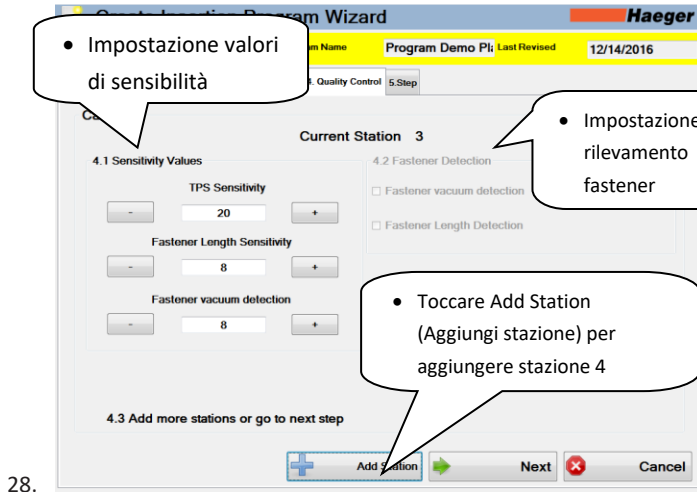 Wizard
Haeger
• Impostazione valori
di sensibilità
Name
Program Demo
Last Revised
12/14/2016
Quality Control
5.Step
Current Station 3
• Impostazione
rilevamento
fastener
4.1 Sensitivity Values
4.2 Fastener Detection
TPS Sensitivity
Fastener vacuum detection
-
20
+
Fastener Length Detection
Fastener Length Sensitivity
-
8
+
Fastener vacuum detection
-
8
+
• Toccare Add Station
(Aggiungi stazione) per
aggiungere stazione 4
4.3 Add more stations or go to next step
Add Station
Next
Cancel
28.